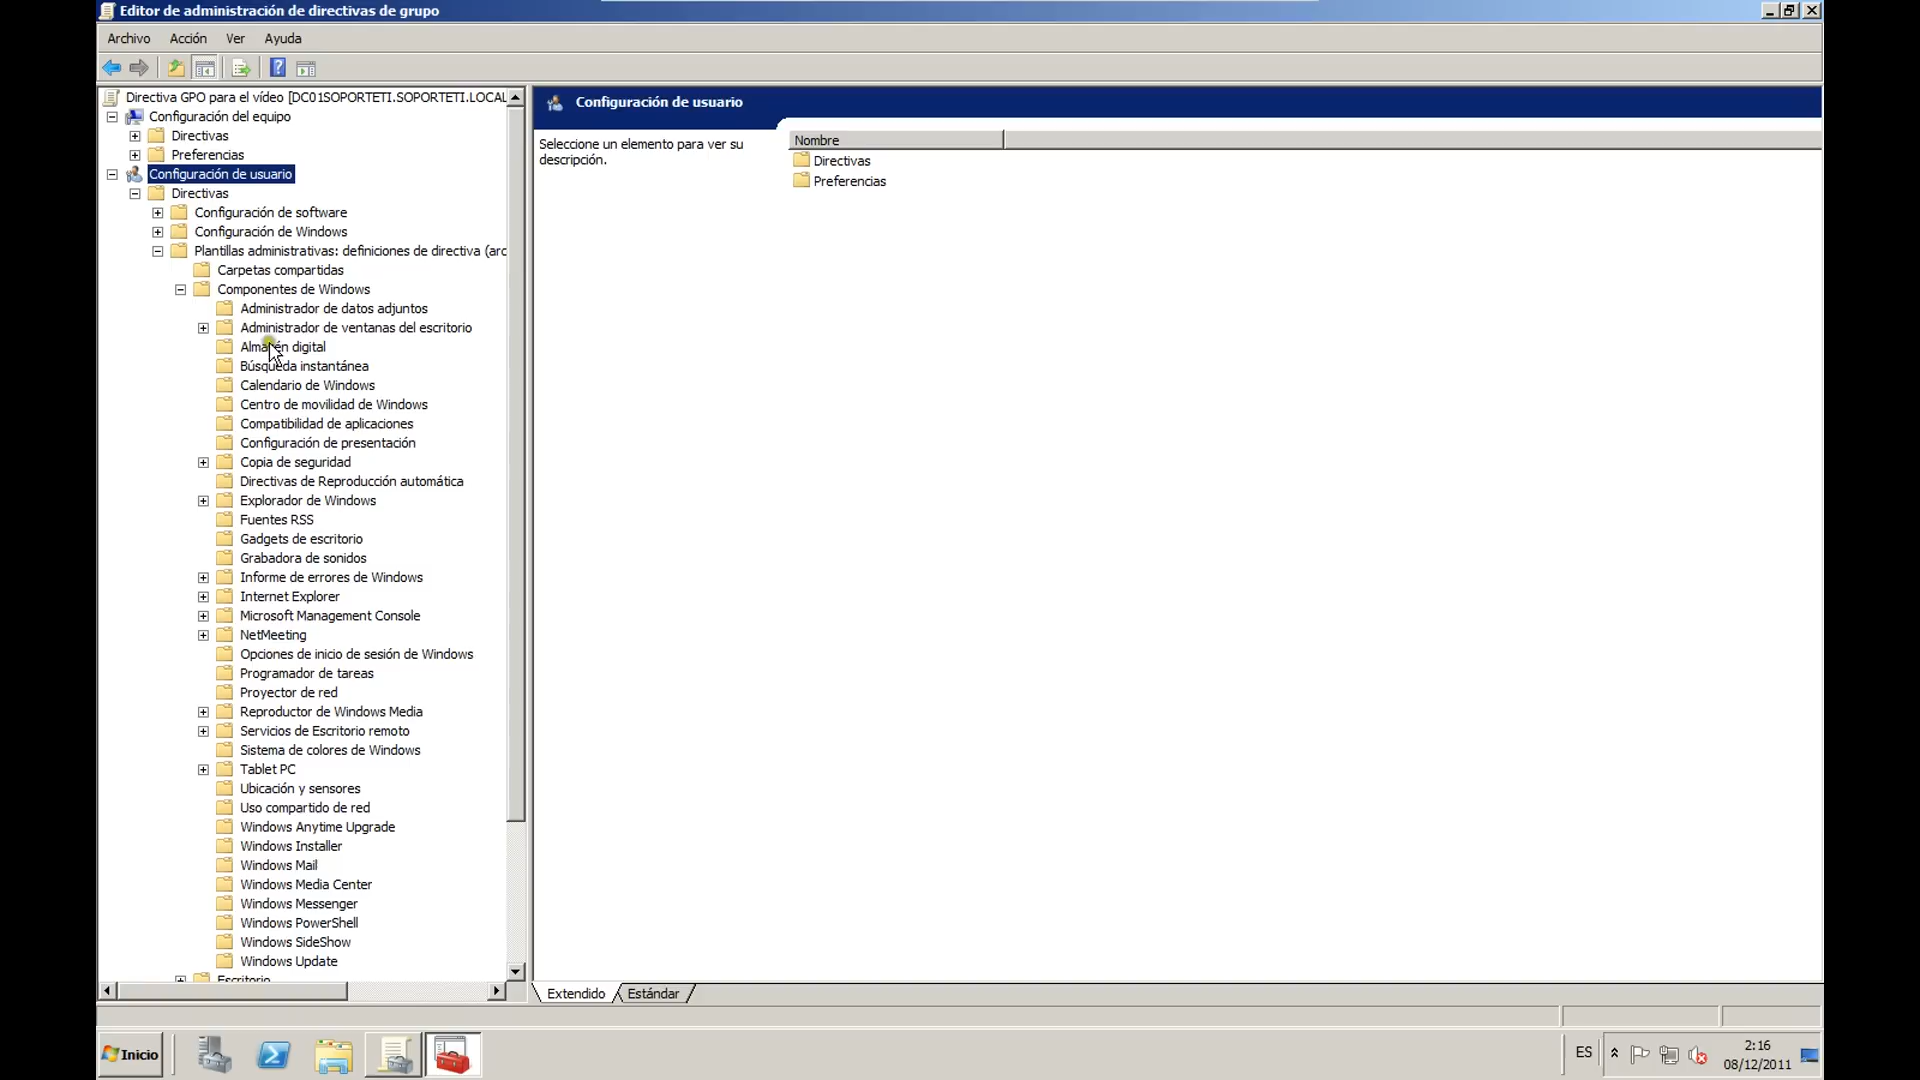 Editor de administración de directivas de grupo
Archivo Acción Ver Ayuda
Directiva GPO para el vídeo [DC01SOPORTETI.SOPORTETI.LOCAL
Configuración del equipo
Directivas
Preferencias
Configuración de usuario
Directivas
Configuración de software
Configuración de Windows
Plantillas administrativas: definiciones de directiva (arc
Carpetas compartidas
Componentes de Windows
Administrador de datos adjuntos
Administrador de ventanas del escritorio
Almacén digital
Búsqueda instantánea
Calendario de Windows
Centro de movilidad de Windows
Compatibilidad de aplicaciones
Configuración de presentación
Copia de seguridad
Directivas de Reproducción automática
Explorador de Windows
Fuentes RSS
Gadgets de escritorio
Grabadora de sonidos
Informe de errores de Windows
Internet Explorer
Microsoft Management Console
NetMeeting
Opciones de inicio de sesión de Windows
Programador de tareas
Proyector de red
Reproductor de Windows Media
Servicios de Escritorio remoto
Sistema de colores de Windows
Tablet PC
Ubicación y sensores
Uso compartido de red
Windows Anytime Upgrade
Windows Installer
Windows Mail
Windows Media Center
Windows Messenger
Windows PowerShell
Windows SideShow
Windows Update
Escritorio
Configuración de usuario
Seleccione un elemento para ver su
descripción.
Nombre
Directivas
Preferencias
Extendido Estándar
Inicio
ES
2:16
08/12/2011